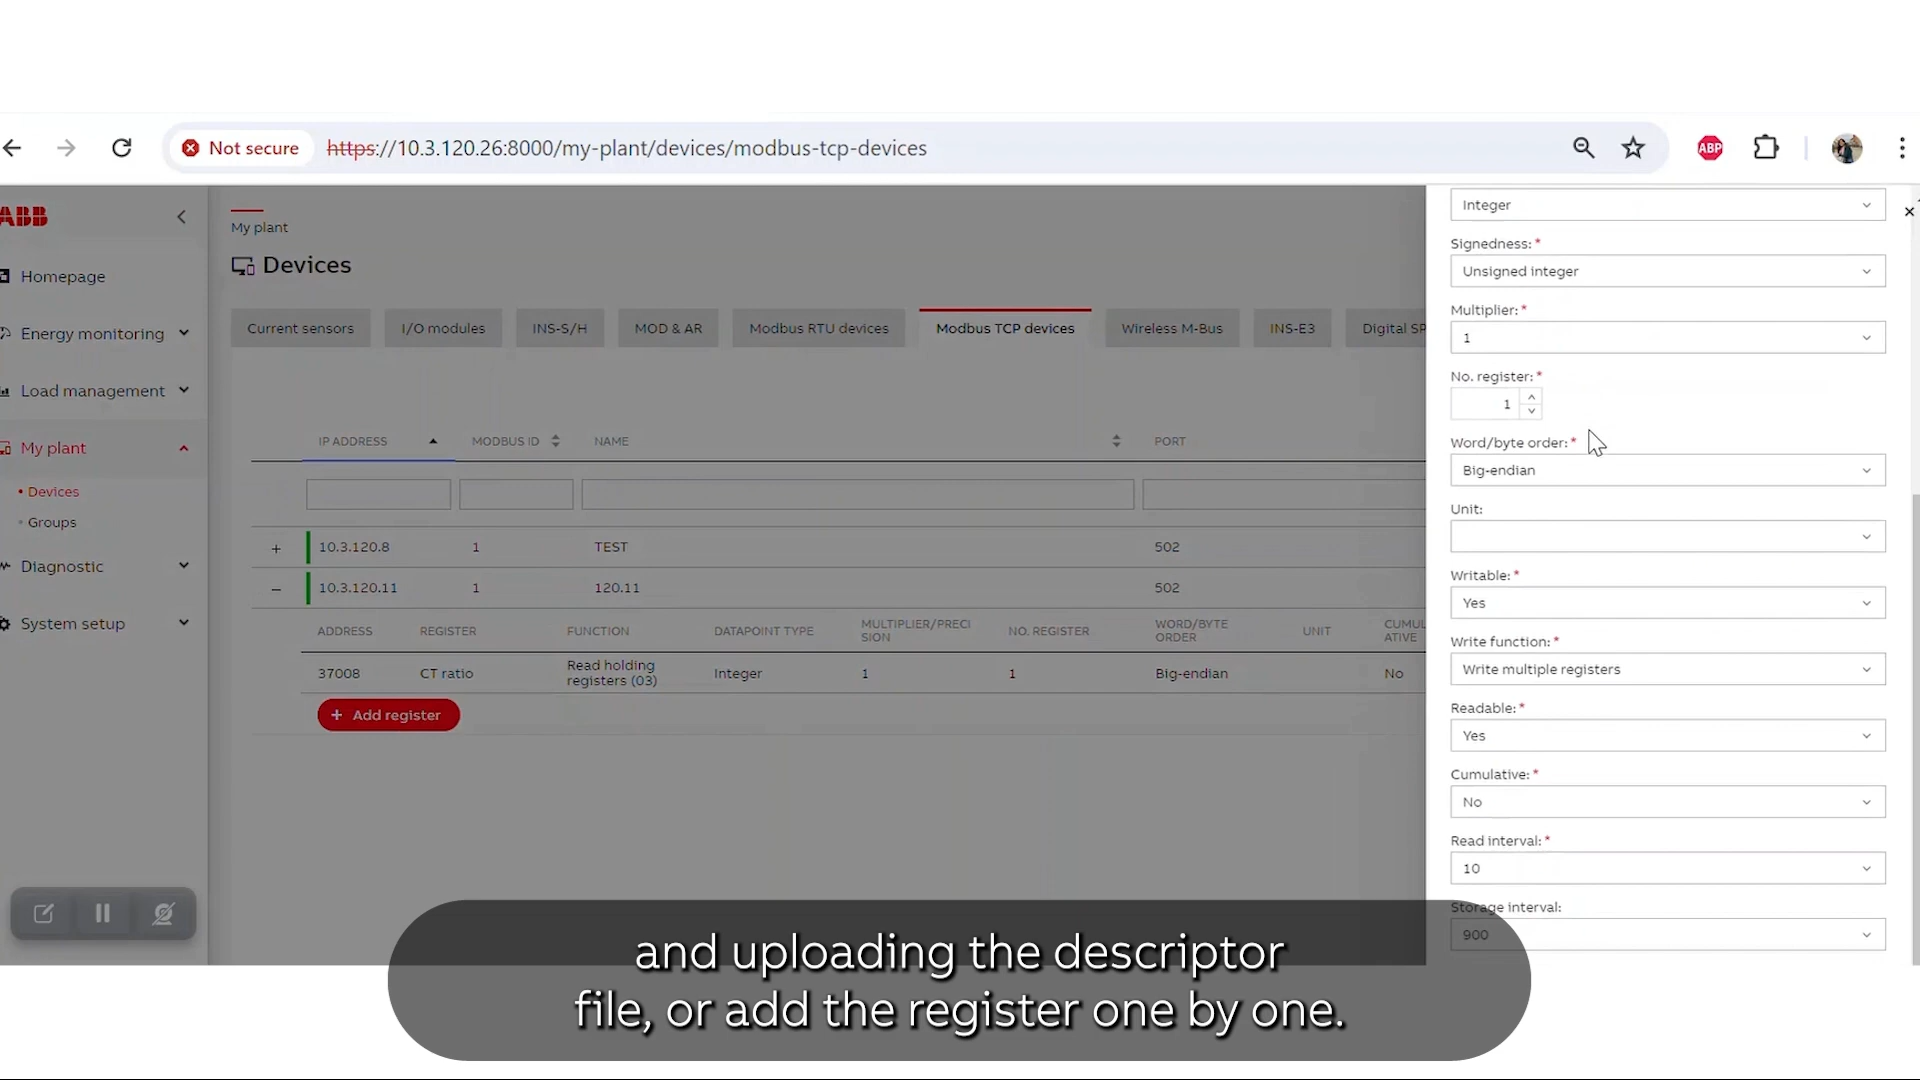 Not secure https://10.3.120.26:8000/my-plant/devices/modbus-tcp-devices
ABP
ABB
Homepage
Energy monitoring
Load management
My plant
Devices
Groups
Diagnostic
System setup
My plant
Devices
Current sensors I/O modules INS-S/H MOD & AR Modbus RTU devices Modbus TCP devices Wireless M-Bus INS-E3 Digital SP
IP ADDRESS MODBUS ID NAME PORT
+ 10.3.120.8 1 TEST 502
− 10.3.120.11 1 120.11 502
ADDRESS REGISTER FUNCTION DATAPOINT TYPE MULTIPLIER/PRECI
SION NO. REGISTER WORD/BYTE
ORDER UNIT CUMUL
ATIVE
37008 CT ratio Read holding
registers (03) Integer 1 1 Big-endian No
+ Add register
Integer
Signedness: *
Unsigned integer
Multiplier: *
1
No. register: *
1
Word/byte order: *
Big-endian
Unit:
Writable: *
Yes
Write function: *
Write multiple registers
Readable: *
Yes
Cumulative: *
No
Read interval: *
10
Storage interval:
900
and uploading the descriptor
file, or add the register one by one.